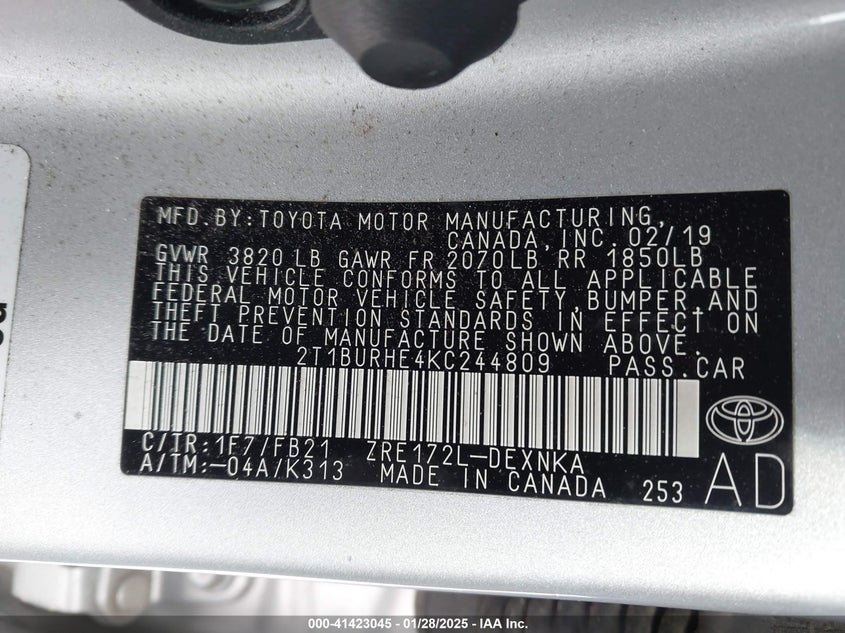 MFD. BY: TOYOTA MOTOR MANUFACTURING,
CANADA, INC. 02/19
GVWR 3820 LB GAWR FR 2070LB RR 1850LB
THIS VEHICLE CONFORMS TO ALL APPLICABLE
FEDERAL MOTOR VEHICLE SAFETY, BUMPER, AND
THEFT PREVENTION STANDARDS IN EFFECT ON
THE DATE OF MANUFACTURE SHOWN ABOVE.
2T1BURHE4KC244809 PASS. CAR
C/TR: 1F7/FB21 ZRE172L-DEXNKA
A/TM: -04A/K313 MADE IN CANADA 253 AD
000-41423045 - 01/28/2025 - IAA Inc.